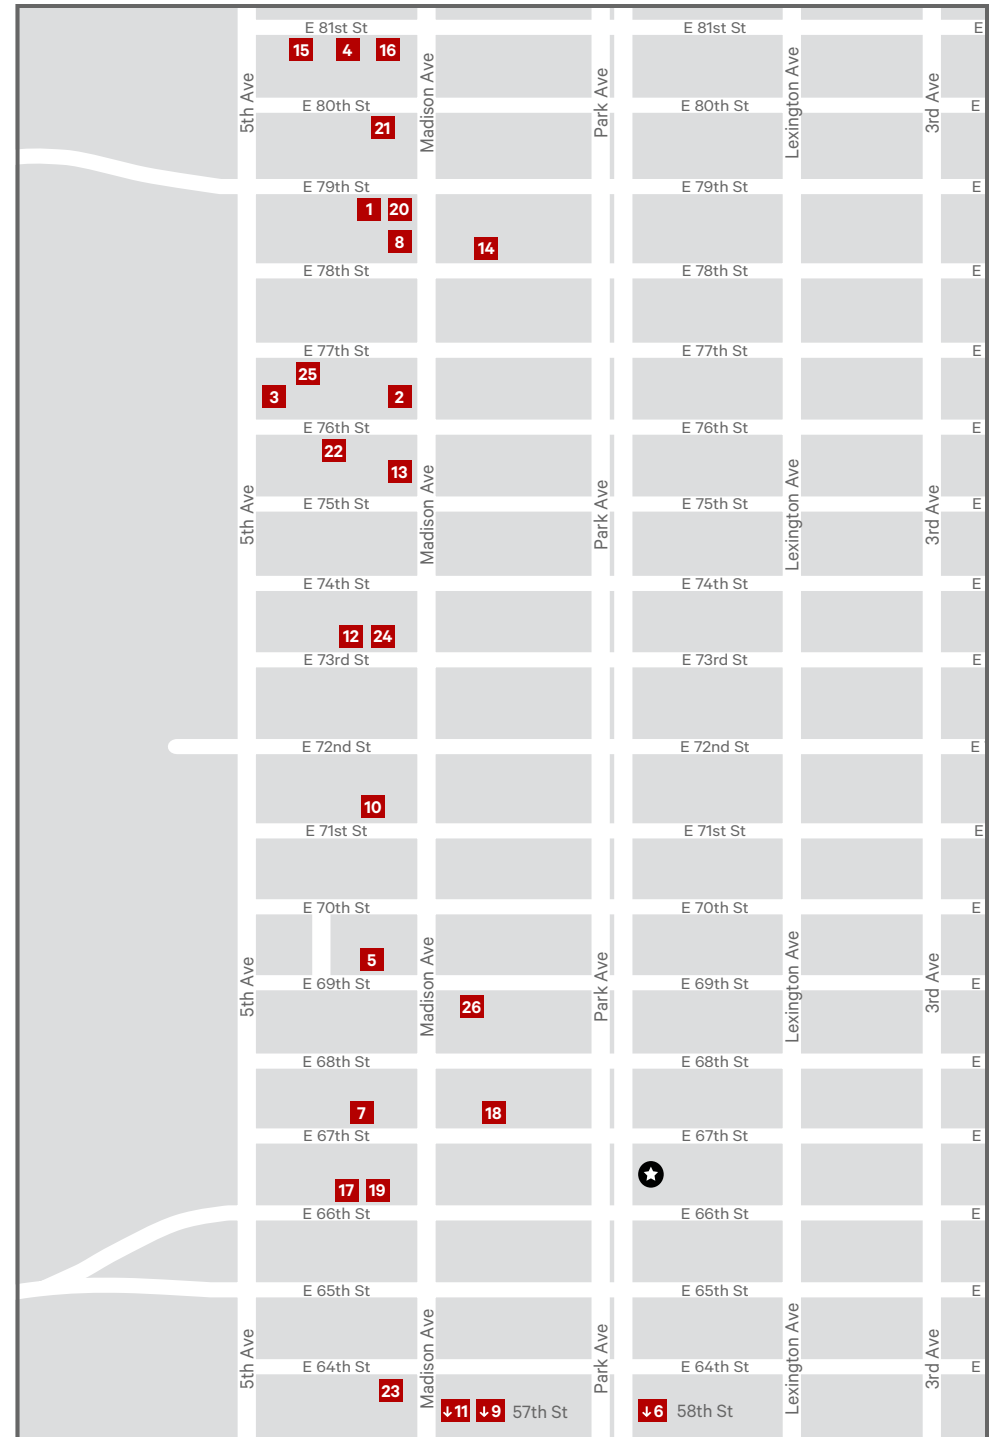 E 81st St E 81st St E
15 4 16
5th Ave Madison Ave Park Ave Lexington Ave 3rd Ave
E 80th St E 80th St E
21
E 79th St E 79th St E
1 20
8 14
E 78th St E 78th St E
E 77th St E 77th St E
25
3 2
E 76th St E 76th St E
22
13
5th Ave Madison Ave Park Ave Lexington Ave 3rd Ave
E 75th St E 75th St E
E 74th St E 74th St E
12 24
E 73rd St E 73rd St E
E 72nd St E 72nd St E
10
E 71st St E 71st St E
E 70th St E 70th St E
5
5th Ave Madison Ave Park Ave Lexington Ave 3rd Ave
E 69th St E 69th St E
26
E 68th St E 68th St E
7 18
E 67th St E 67th St E
17 19
E 66th St E 66th St E
E 65th St E 65th St E
5th Ave Madison Ave Park Ave Lexington Ave 3rd Ave
E 64th St E 64th St E
23
↓11 ↓9 57th St ↓6 58th St